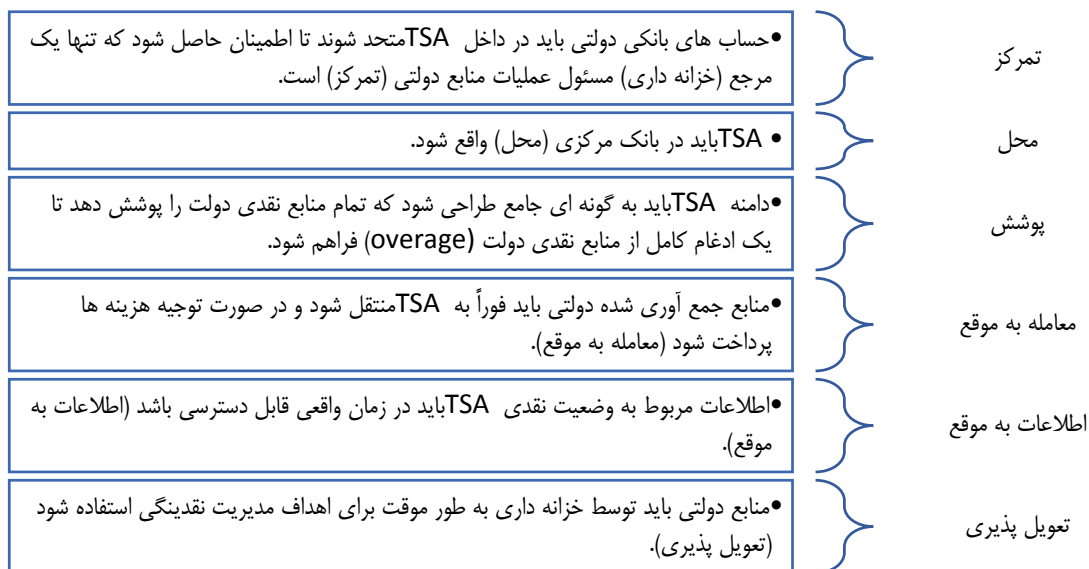 تمرکز
•حساب های بانکی دولتی باید در داخل TSAمتحد شوند تا اطمینان حاصل شود که تنها یک
مرجع (خزانه داری) مسئول عملیات منابع دولتی (تمرکز) است.
محل
• TSAباید در بانک مرکزی (محل) واقع شود.
پوشش
•دامنه TSAباید به گونه ای جامع طراحی شود که تمام منابع نقدی دولت را پوشش دهد تا
یک ادغام کامل از منابع نقدی دولت (overage) فراهم شود.
معامله به موقع
•منابع جمع آوری شده دولتی باید فوراً به TSAمنتقل شود و در صورت توجیه هزینه ها
پرداخت شود (معامله به موقع).
اطلاعات به موقع
•اطلاعات مربوط به وضعیت نقدی TSAباید در زمان واقعی قابل دسترسی باشد (اطلاعات به
موقع).
تعویل پذیری
•منابع دولتی باید توسط خزانه داری به طور موقت برای اهداف مدیریت نقدینگی استفاده شود
(تعویل پذیری).